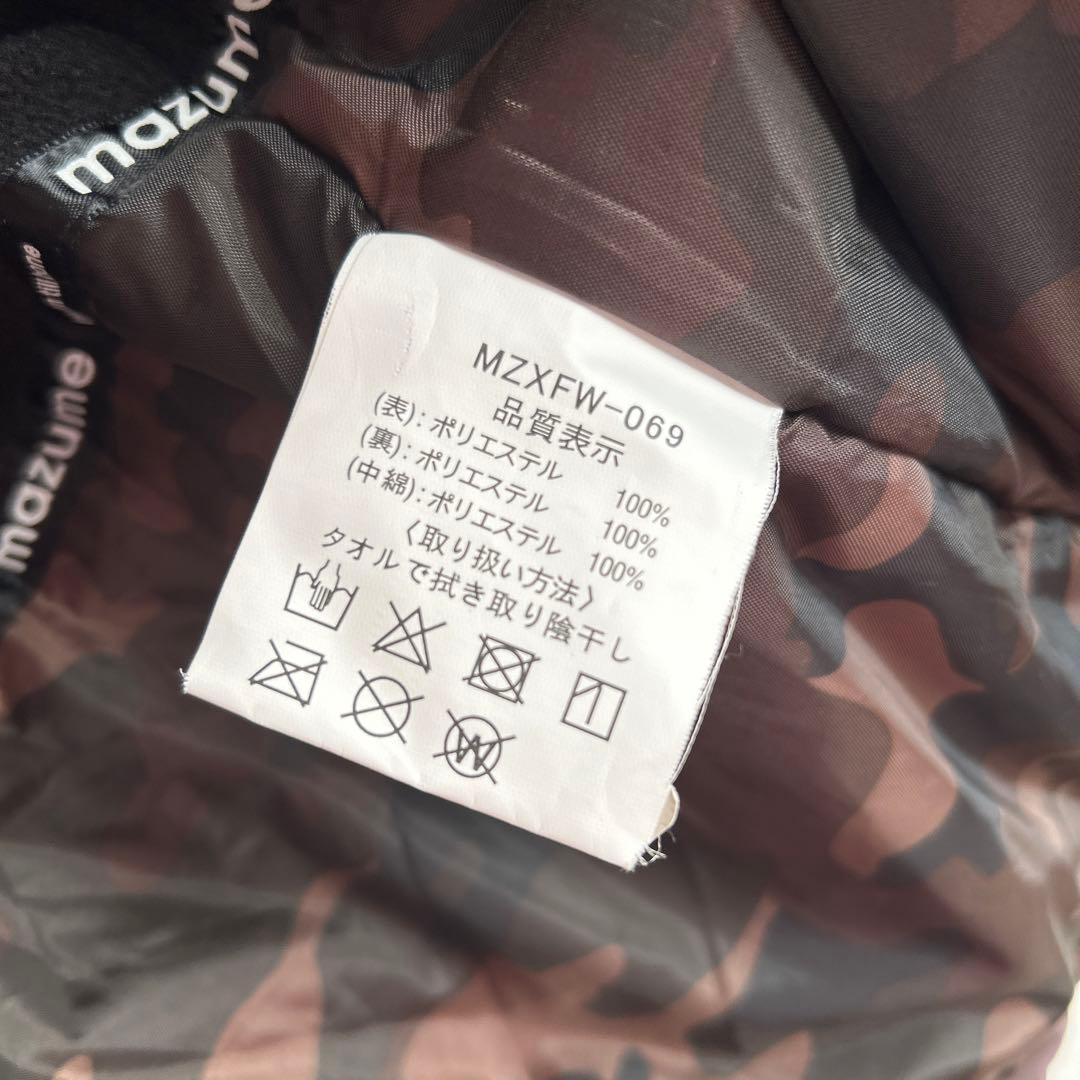 mazume
mazume
MZXFW-069
品質表示
(表):ポリエステル 100%
(裏):ポリエステル 100%
(中綿):ポリエステル 100%
〈取り扱い方法〉
タオルで拭き取り陰干し
W